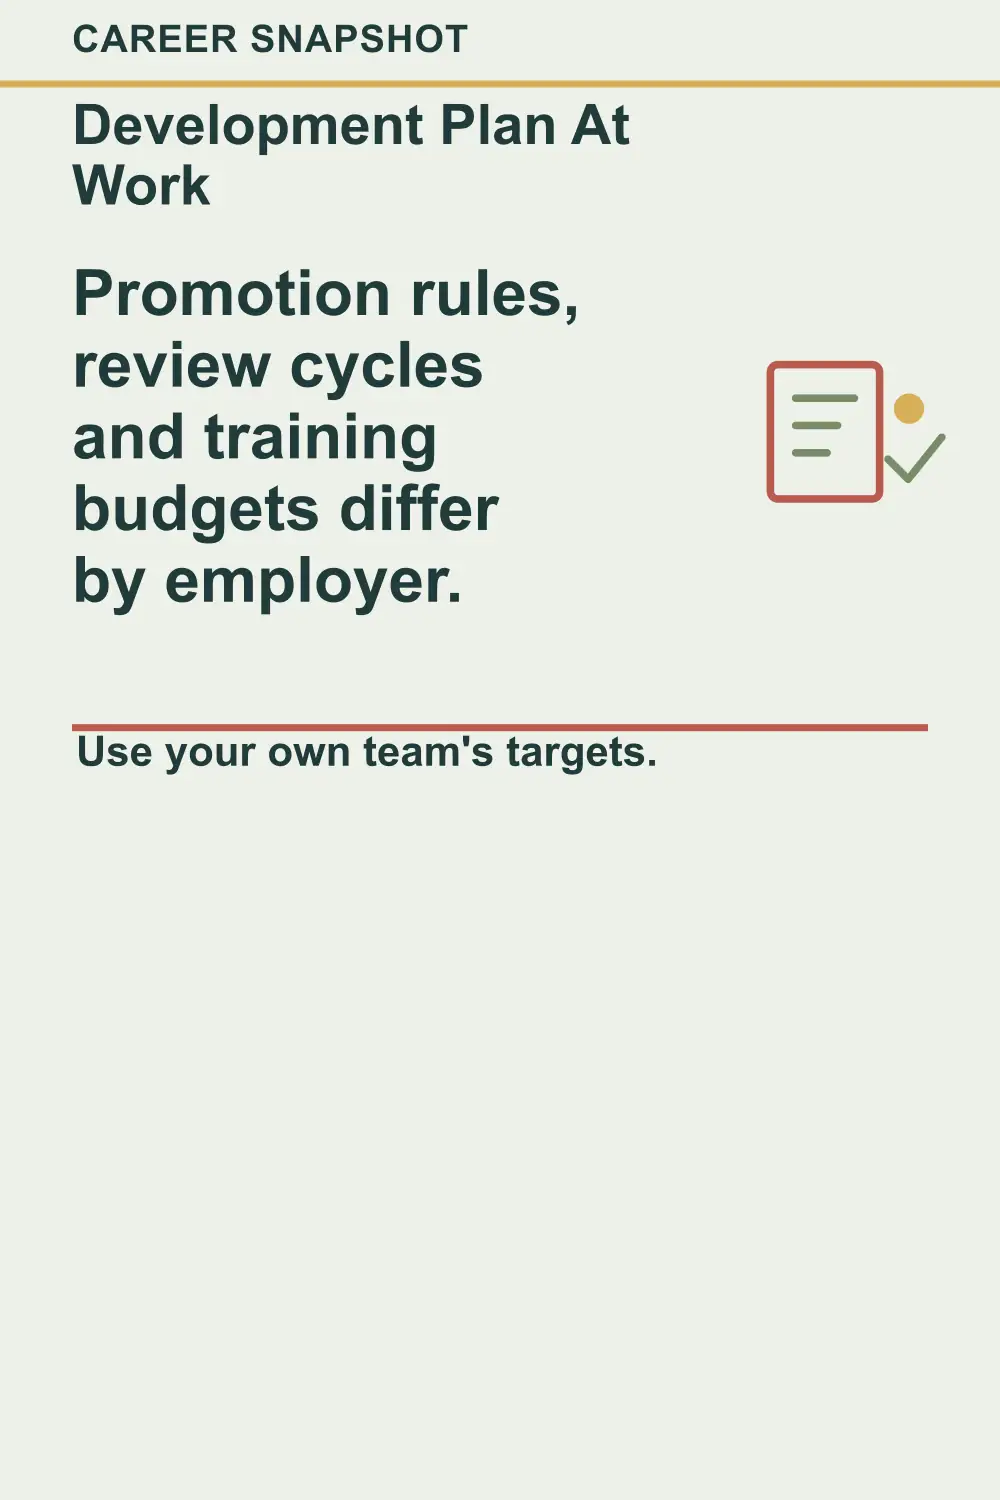 CAREER SNAPSHOT
Development Plan At
Work
Promotion rules,
review cycles
and training
budgets differ
by employer.
Use your own team's targets.